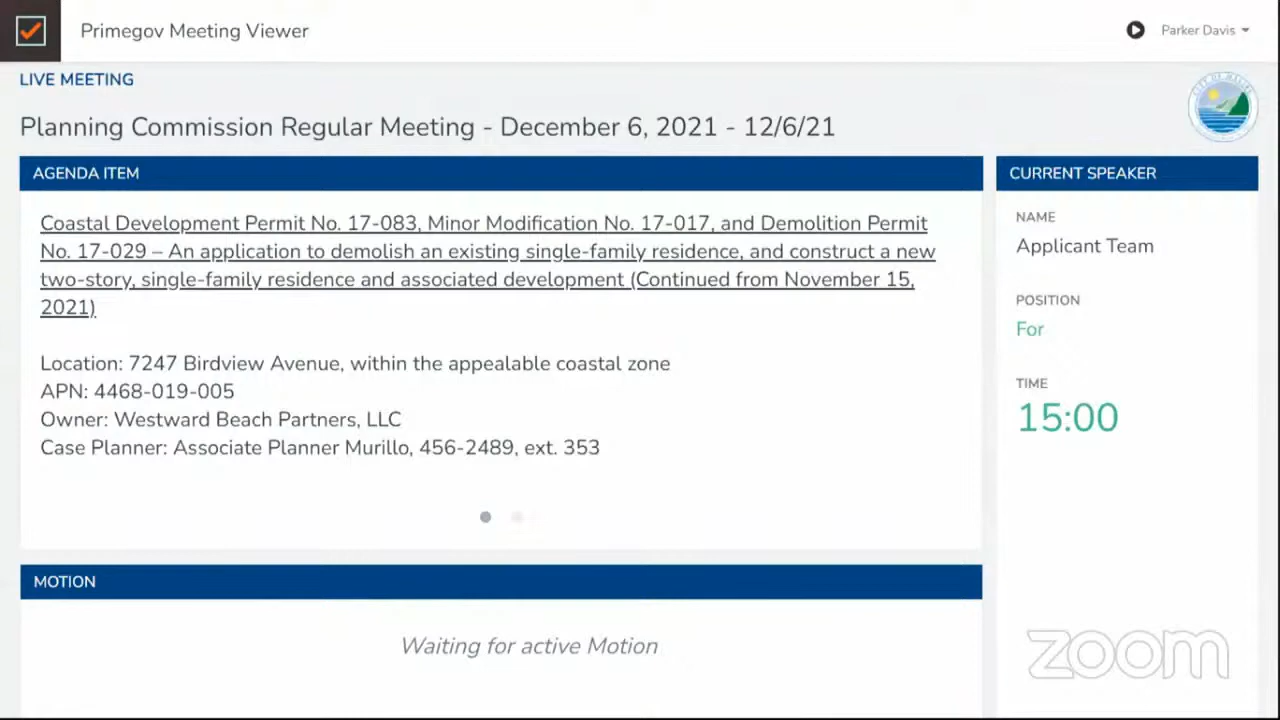 Primegov Meeting Viewer
Parker Davis
LIVE MEETING
Planning Commission Regular Meeting - December 6, 2021 - 12/6/21
AGENDA ITEM
Coastal Development Permit No. 17-083, Minor Modification No. 17-017, and Demolition Permit
No. 17-029 – An application to demolish an existing single-family residence, and construct a new
two-story, single-family residence and associated development (Continued from November 15,
2021)
Location: 7247 Birdview Avenue, within the appealable coastal zone
APN: 4468-019-005
Owner: Westward Beach Partners, LLC
Case Planner: Associate Planner Murillo, 456-2489, ext. 353
CURRENT SPEAKER
NAME
Applicant Team
POSITION
For
TIME
15:00
MOTION
Waiting for active Motion
zoom